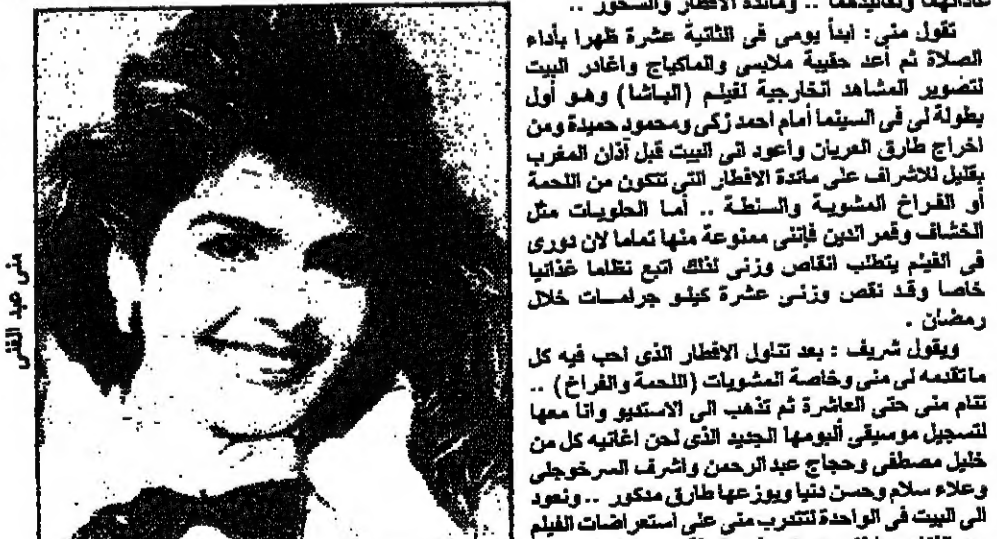 عاداتهما وتقاليدهما .. ومائدة الافطار والسحور ..
تقول منى : ابدأ يومى فى الثانية عشرة ظهرا بأداء
الصلاة ثم أعد حقيبة ملابسى والماكياج واغادر البيت
لتصوير المشاهد الخارجية لفيلم (الباشا) وهو أول
بطولة لى فى السينما أمام احمد زكى ومحمود حميدة ومن
اخراج طارق العريان واعود الى البيت قبل آذان المغرب
بقليل للاشراف على مائدة الافطار التى تتكون من اللحمة
أو الفراخ المشوية والسلطة .. أما الحلويات مثل
الخشاف وقمر الدين فإننى ممنوعة منها تماما لان دورى
فى الفيلم يتطلب انقاص وزنى لذلك اتبع نظاما غذائيا
خاصا وقد نقص وزنى عشرة كيلو جرامات خلال
رمضان .
ويقول شريف : بعد تناول الافطار الذى احب فيه كل
ماتقدمه لى منى وخاصة المشويات (اللحمة والفراخ) ..
تنام منى حتى العاشرة ثم تذهب الى الاستديو وانا معها
لتسجيل موسيقى ألبومها الجديد الذى لحن اغانيه كل من
خليل مصطفى وحجاج عبد الرحمن واشرف السرخوجلى
وعلاء سلام وحسن دنيا ويوزعها طارق مدكور .. ونعود
الى البيت فى الواحدة لتتدرب منى على استعراضات الفيلم
منى عبد الغنى